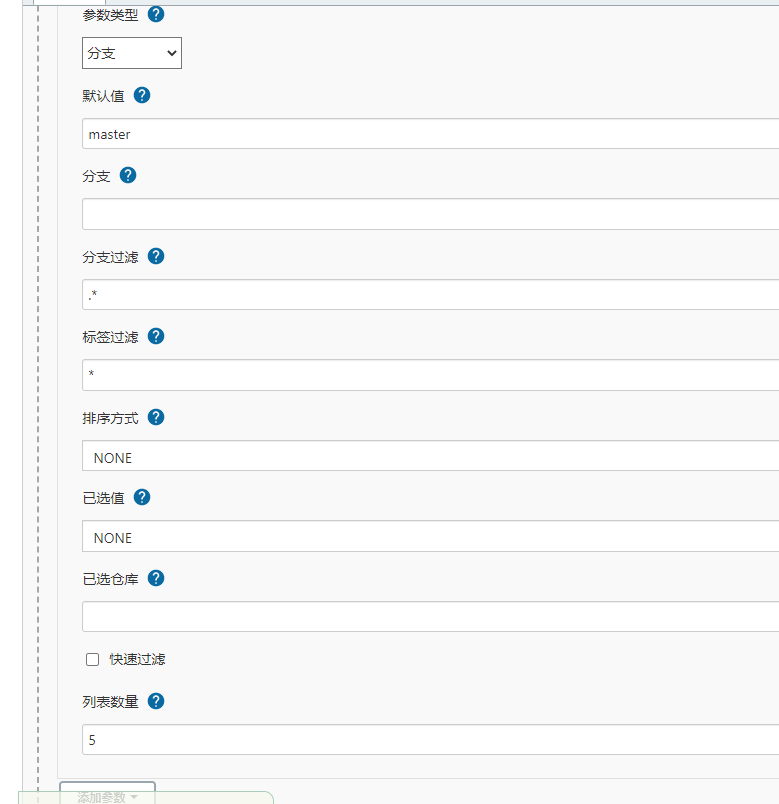 参数类型
分支
默认值
master
分支
分支过滤
.*
标签过滤
*
排序方式
NONE
已选值
NONE
已选仓库
快速过滤
列表数量
5
添加参数